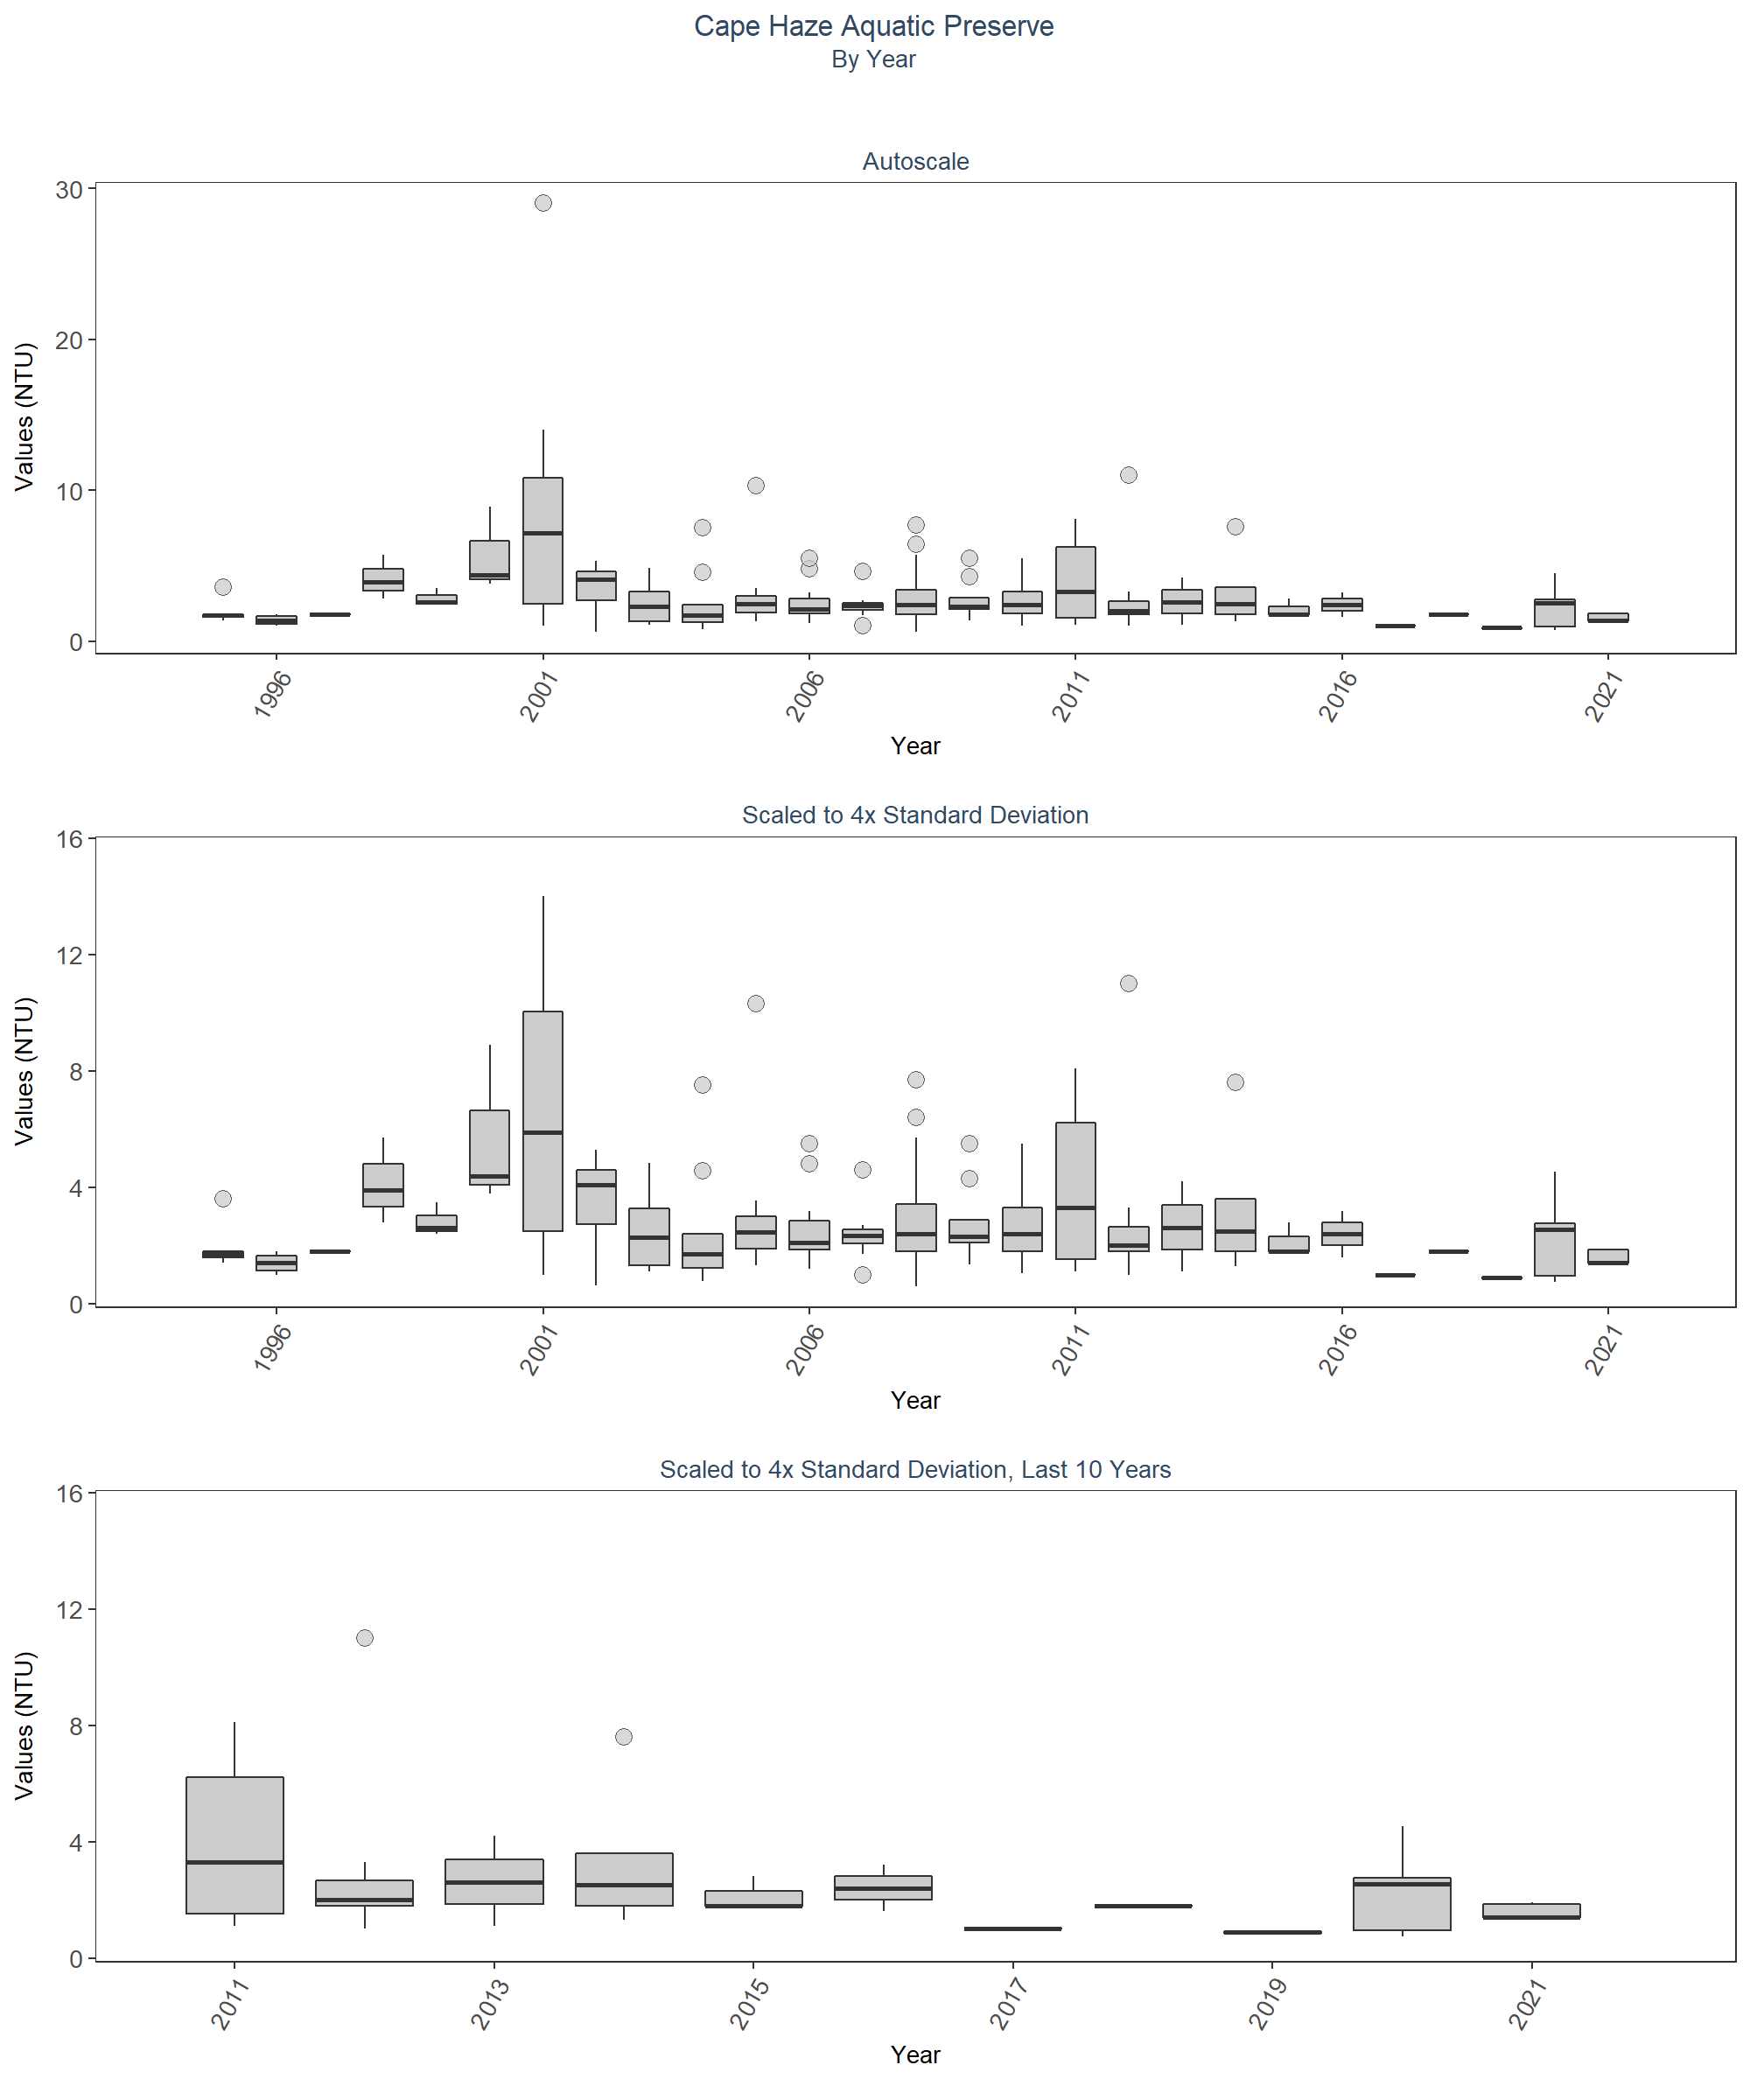 Cape Haze Aquatic Preserve
By Year
Autoscale
Values (NTU)
30
20
10
0
1996
2001
2006
2011
2016
2021
Year
Scaled to 4x Standard Deviation
Values (NTU)
16
12
8
4
0
1996
2001
2006
2011
2016
2021
Year
Scaled to 4x Standard Deviation, Last 10 Years
Values (NTU)
16
12
8
4
0
2011
2013
2015
2017
2019
2021
Year